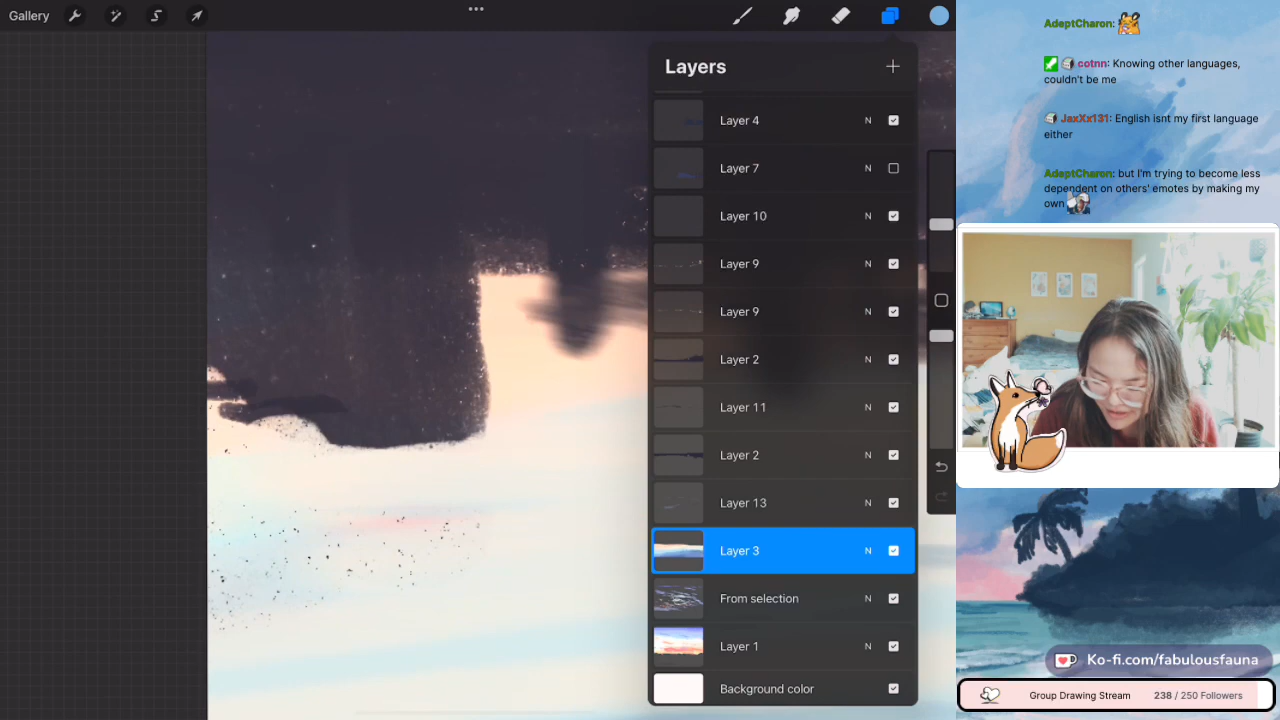 Gallery
Layers
Layer 4 N
Layer 7 N
Layer 10 N
Layer 9 N
Layer 9 N
Layer 2 N
Layer 11 N
Layer 2 N
Layer 13 N
Layer 3 N
From selection N
Layer 1 N
Background color
AdeptCharon:
cotnn: Knowing other languages,
couldn't be me
JaxXx131: English isnt my first language
either
AdeptCharon: but I'm trying to become less
dependent on others' emotes by making my
own
Ko-fi.com/fabulousfauna
Group Drawing Stream 238 / 250 Followers